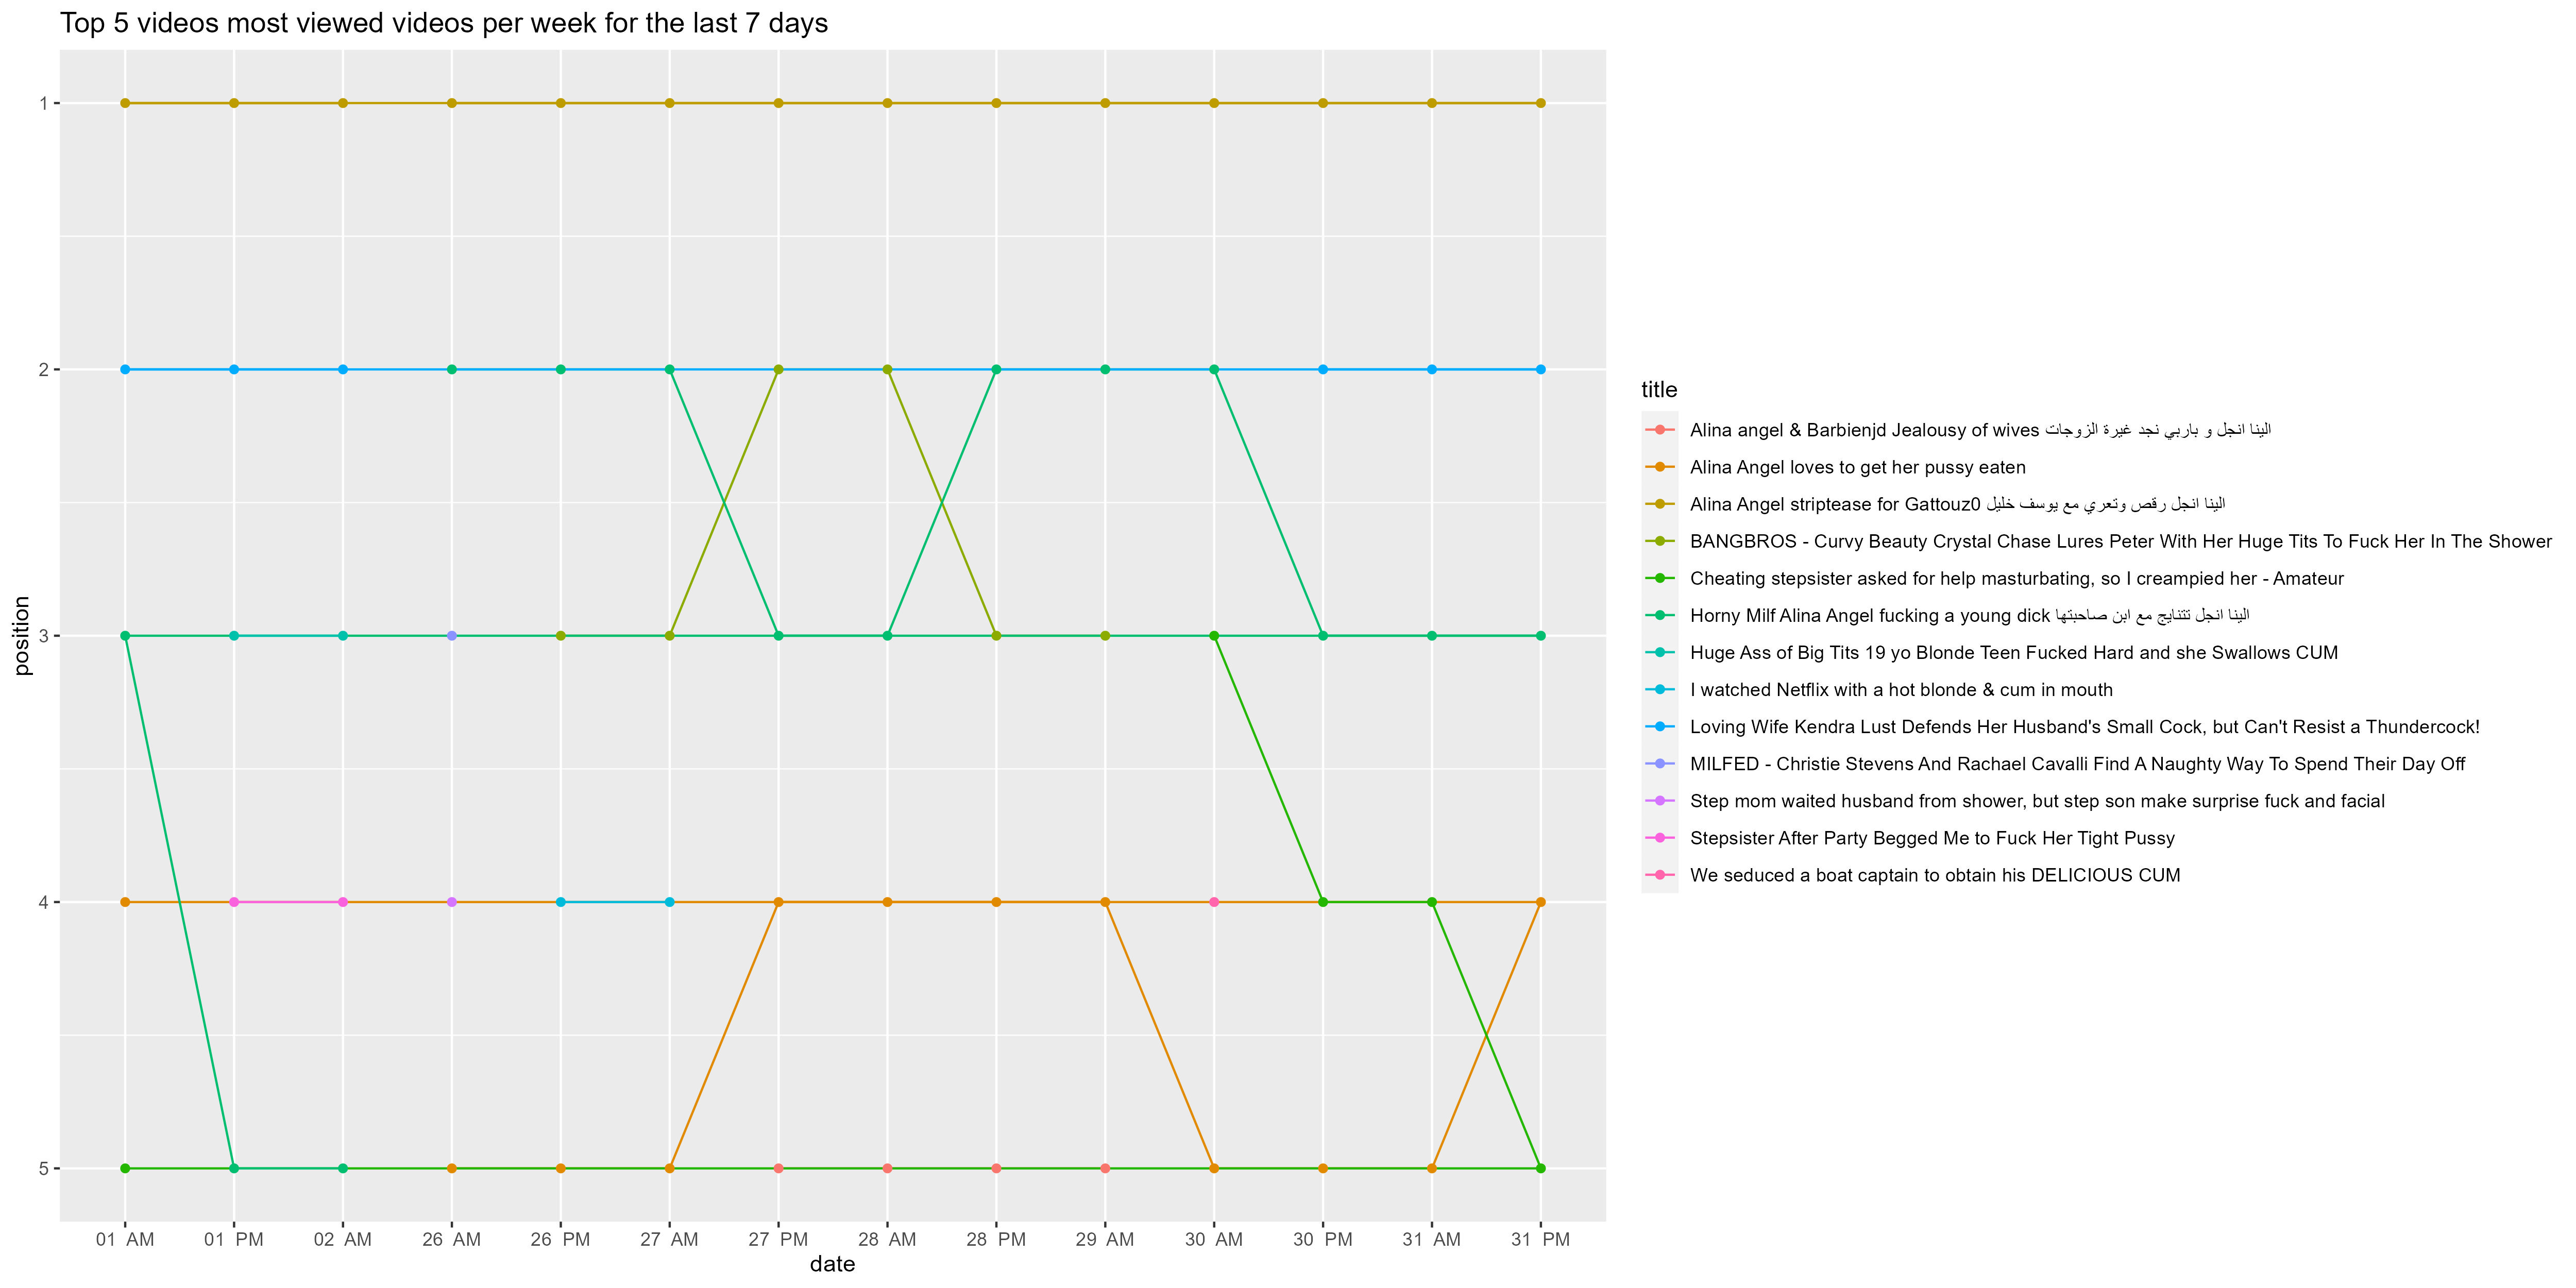 Top 5 videos most viewed videos per week for the last 7 days
1
2
3
4
5
position
01 AM 01 PM 02 AM 26 AM 26 PM 27 AM 27 PM 28 AM 28 PM 29 AM 30 AM 30 PM 31 AM 31 PM
date
title
Alina angel & Barbienjd Jealousy of wives الينا انجل و باربي نجد غيرة الزوجات
Alina Angel loves to get her pussy eaten
Alina Angel striptease for Gattouz0 الينا انجل رقص وتعري مع يوسف خليل
BANGBROS - Curvy Beauty Crystal Chase Lures Peter With Her Huge Tits To Fuck Her In The Shower
Cheating stepsister asked for help masturbating, so I creampied her - Amateur
Horny Milf Alina Angel fucking a young dick الينا انجل تتنايج مع ابن صاحبتها
Huge Ass of Big Tits 19 yo Blonde Teen Fucked Hard and she Swallows CUM
I watched Netflix with a hot blonde & cum in mouth
Loving Wife Kendra Lust Defends Her Husband's Small Cock, but Can't Resist a Thundercock!
MILFED - Christie Stevens And Rachael Cavalli Find A Naughty Way To Spend Their Day Off
Step mom waited husband from shower, but step son make surprise fuck and facial
Stepsister After Party Begged Me to Fuck Her Tight Pussy
We seduced a boat captain to obtain his DELICIOUS CUM